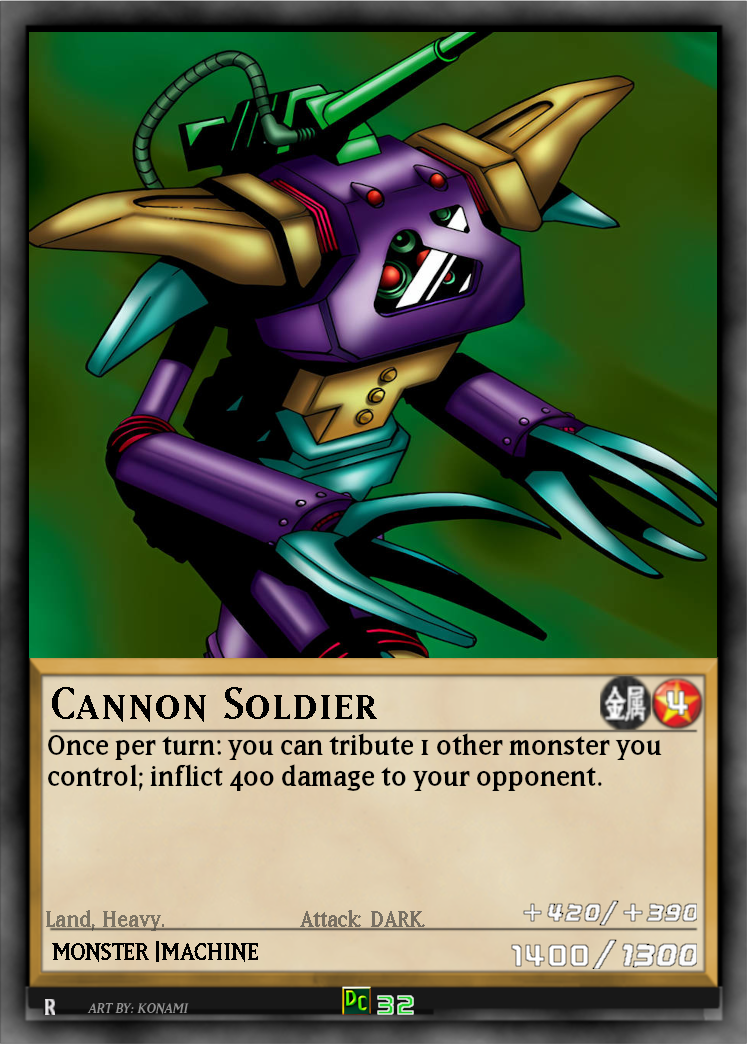 Cannon Soldier 金属 4
Once per turn: you can tribute 1 other monster you
control; inflict 400 damage to your opponent.
Land, Heavy. Attack: DARK. +420/+390
MONSTER |MACHINE 1400/1300
R ART BY: KONAMI DC 32